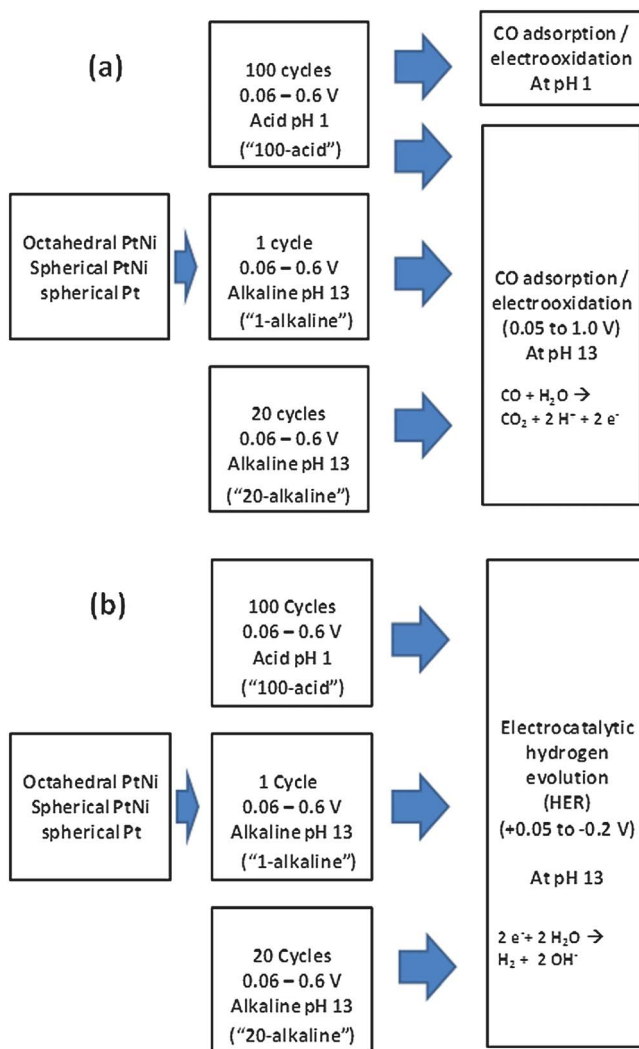 (a)
100 cycles
0.06 – 0.6 V
Acid pH 1
(“100-acid”)
CO adsorption /
electrooxidation
At pH 1
Octahedral PtNi
Spherical PtNi
spherical Pt
1 cycle
0.06 – 0.6 V
Alkaline pH 13
(“1-alkaline”)
20 cycles
0.06 – 0.6 V
Alkaline pH 13
(“20-alkaline”)
CO adsorption /
electrooxidation
(0.05 to 1.0 V)
At pH 13
CO + H₂O →
CO₂ + 2 H⁺ + 2 e⁻
(b)
100 Cycles
0.06 – 0.6 V
Acid pH 1
(“100-acid”)
Octahedral PtNi
Spherical PtNi
spherical Pt
1 Cycle
0.06 – 0.6 V
Alkaline pH 13
(“1-alkaline”)
20 Cycles
0.06 – 0.6 V
Alkaline pH 13
(“20-alkaline”)
Electrocatalytic
hydrogen
evolution
(HER)
(+0.05 to -0.2 V)
At pH 13
2 e⁻+ 2 H₂O →
H₂ + 2 OH⁻